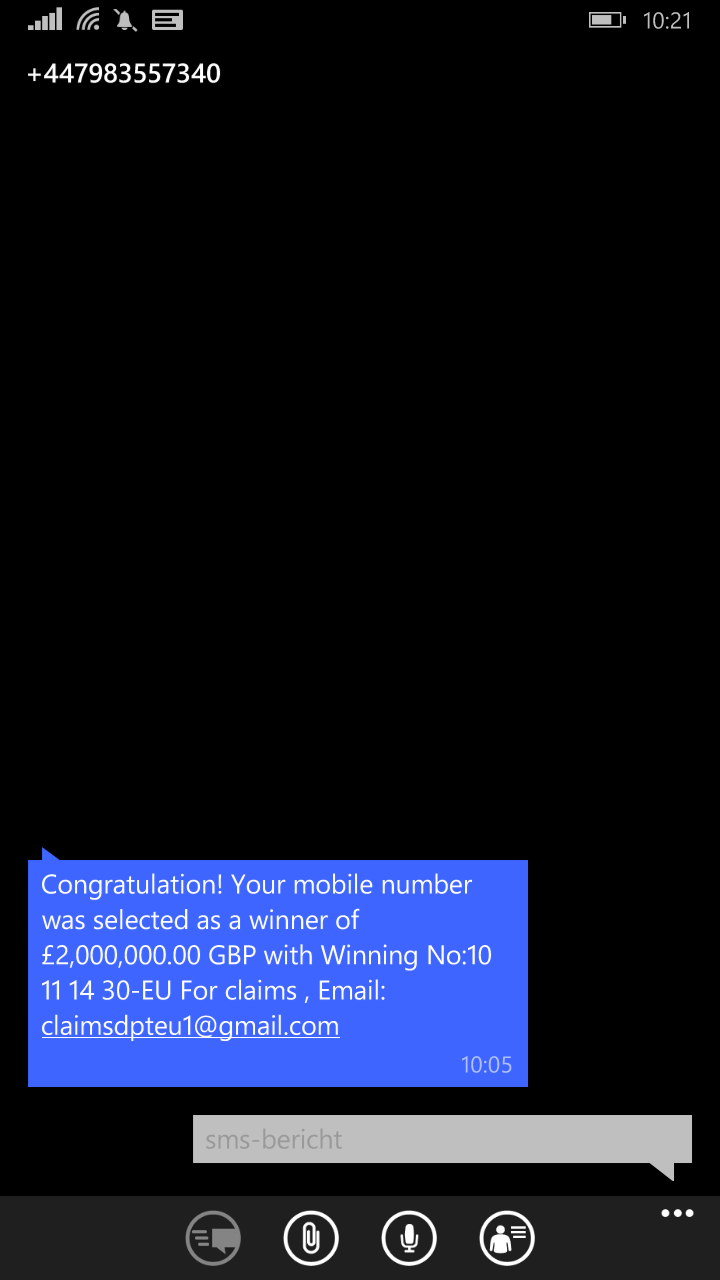 10:21
+447983557340
Congratulation! Your mobile number
was selected as a winner of
£2,000,000.00 GBP with Winning No:10
11 14 30-EU For claims , Email:
claimsdpteu1@gmail.com
10:05
sms-bericht